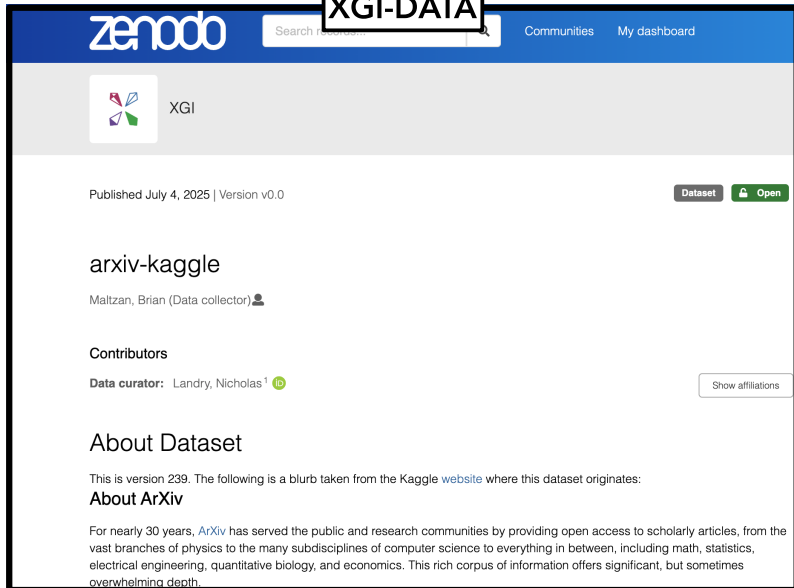 XGI-DATA
zenodo
Search records...
Communities
My dashboard
XGI
Published July 4, 2025 | Version v0.0
Dataset
Open
arxiv-kaggle
Maltzan, Brian (Data collector)
Contributors
Data curator: Landry, Nicholas 1 iD
Show affiliations
About Dataset
This is version 239. The following is a blurb taken from the Kaggle website where this dataset originates:
About ArXiv
For nearly 30 years, ArXiv has served the public and research communities by providing open access to scholarly articles, from the
vast branches of physics to the many subdisciplines of computer science to everything in between, including math, statistics,
electrical engineering, quantitative biology, and economics. This rich corpus of information offers significant, but sometimes
overwhelming depth.